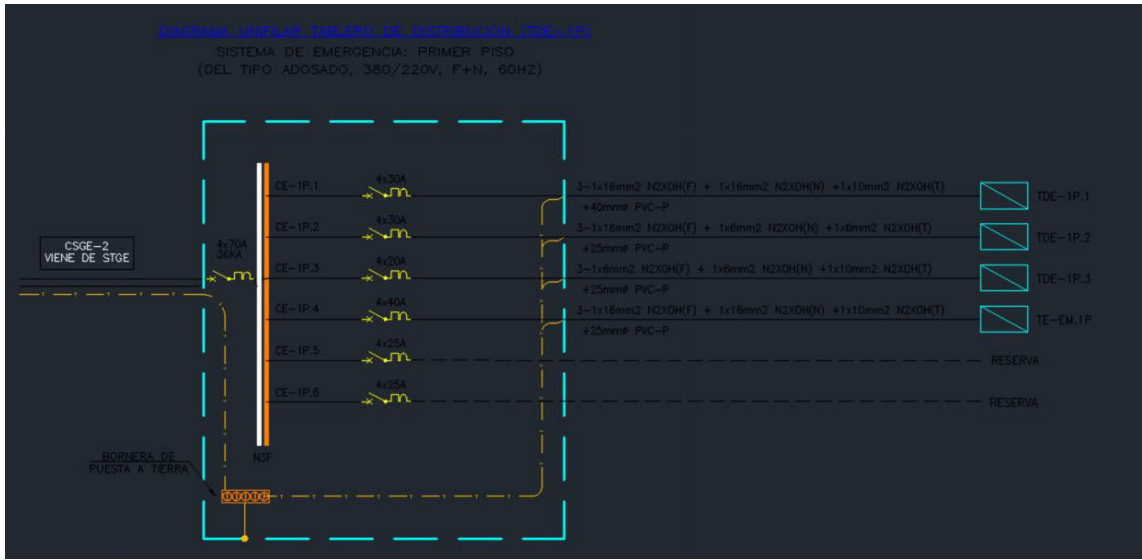 DIAGRAMA UNIFILAR TABLERO DE DISTRIBUCION (TDE-1P)
SISTEMA DE EMERGENCIA: PRIMER PISO
(DEL TIPO ADOSADO, 380/220V, F+N, 60HZ)
CSGE-2
VIENE DE STGE
4x70A
36KA
CE-1P.1
4x30A
3-1x16mm2 N2XOH(F) + 1x16mm2 N2XOH(N) +1x10mm2 N2XOH(T)
+40mmø PVC-P
TDE-1P.1
CE-1P.2
4x30A
3-1x16mm2 N2XOH(F) + 1x6mm2 N2XOH(N) +1x6mm2 N2XOH(T)
+25mmø PVC-P
TDE-1P.2
CE-1P.3
4x20A
3-1x6mm2 N2XOH(F) + 1x6mm2 N2XOH(N) +1x10mm2 N2XOH(T)
+25mmø PVC-P
TDE-1P.3
CE-1P.4
4x40A
3-1x16mm2 N2XOH(F) + 1x16mm2 N2XOH(N) +1x10mm2 N2XOH(T)
+25mmø PVC-P
TE-EM.1P
CE-1P.5
4x25A
RESERVA
CE-1P.6
4x25A
RESERVA
BORNERA DE
PUESTA A TIERRA
N3F